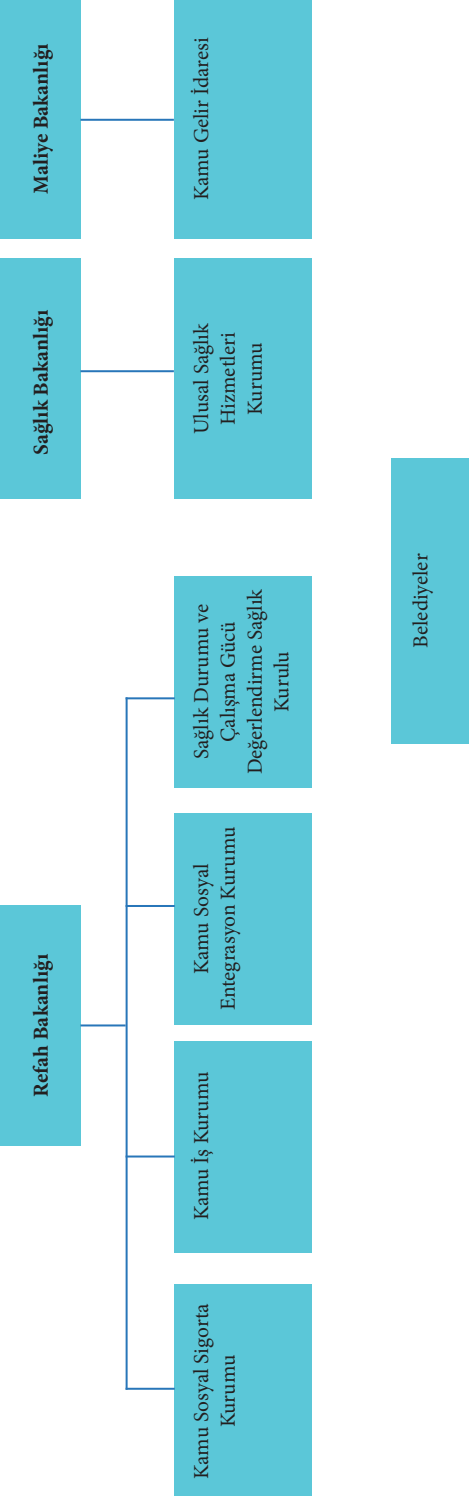 Refah Bakanlığı
Sağlık Bakanlığı
Maliye Bakanlığı
Kamu Sosyal Sigorta
Kurumu
Kamu İş Kurumu
Kamu Sosyal
Entegrasyon Kurumu
Sağlık Durumu ve
Çalışma Gücü
Değerlendirme Sağlık
Kurulu
Ulusal Sağlık
Hizmetleri
Kurumu
Kamu Gelir İdaresi
Belediyeler